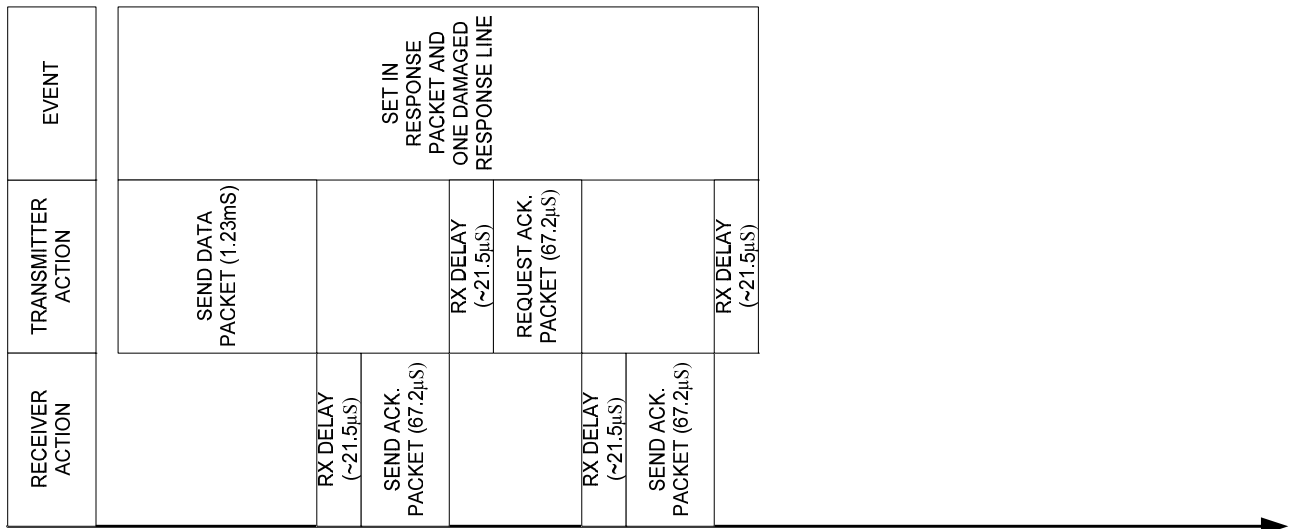 EVENT
SET IN
RESPONSE
PACKET AND
ONE DAMAGED
RESPONSE LINE
TRANSMITTER
ACTION
SEND DATA
PACKET (1.23mS)
RX DELAY
(~21.5μS)
REQUEST ACK.
PACKET (67.2μS)
RX DELAY
(~21.5μS)
RECEIVER
ACTION
RX DELAY
(~21.5μS)
SEND ACK.
PACKET (67.2μS)
RX DELAY
(~21.5μS)
SEND ACK.
PACKET (67.2μS)